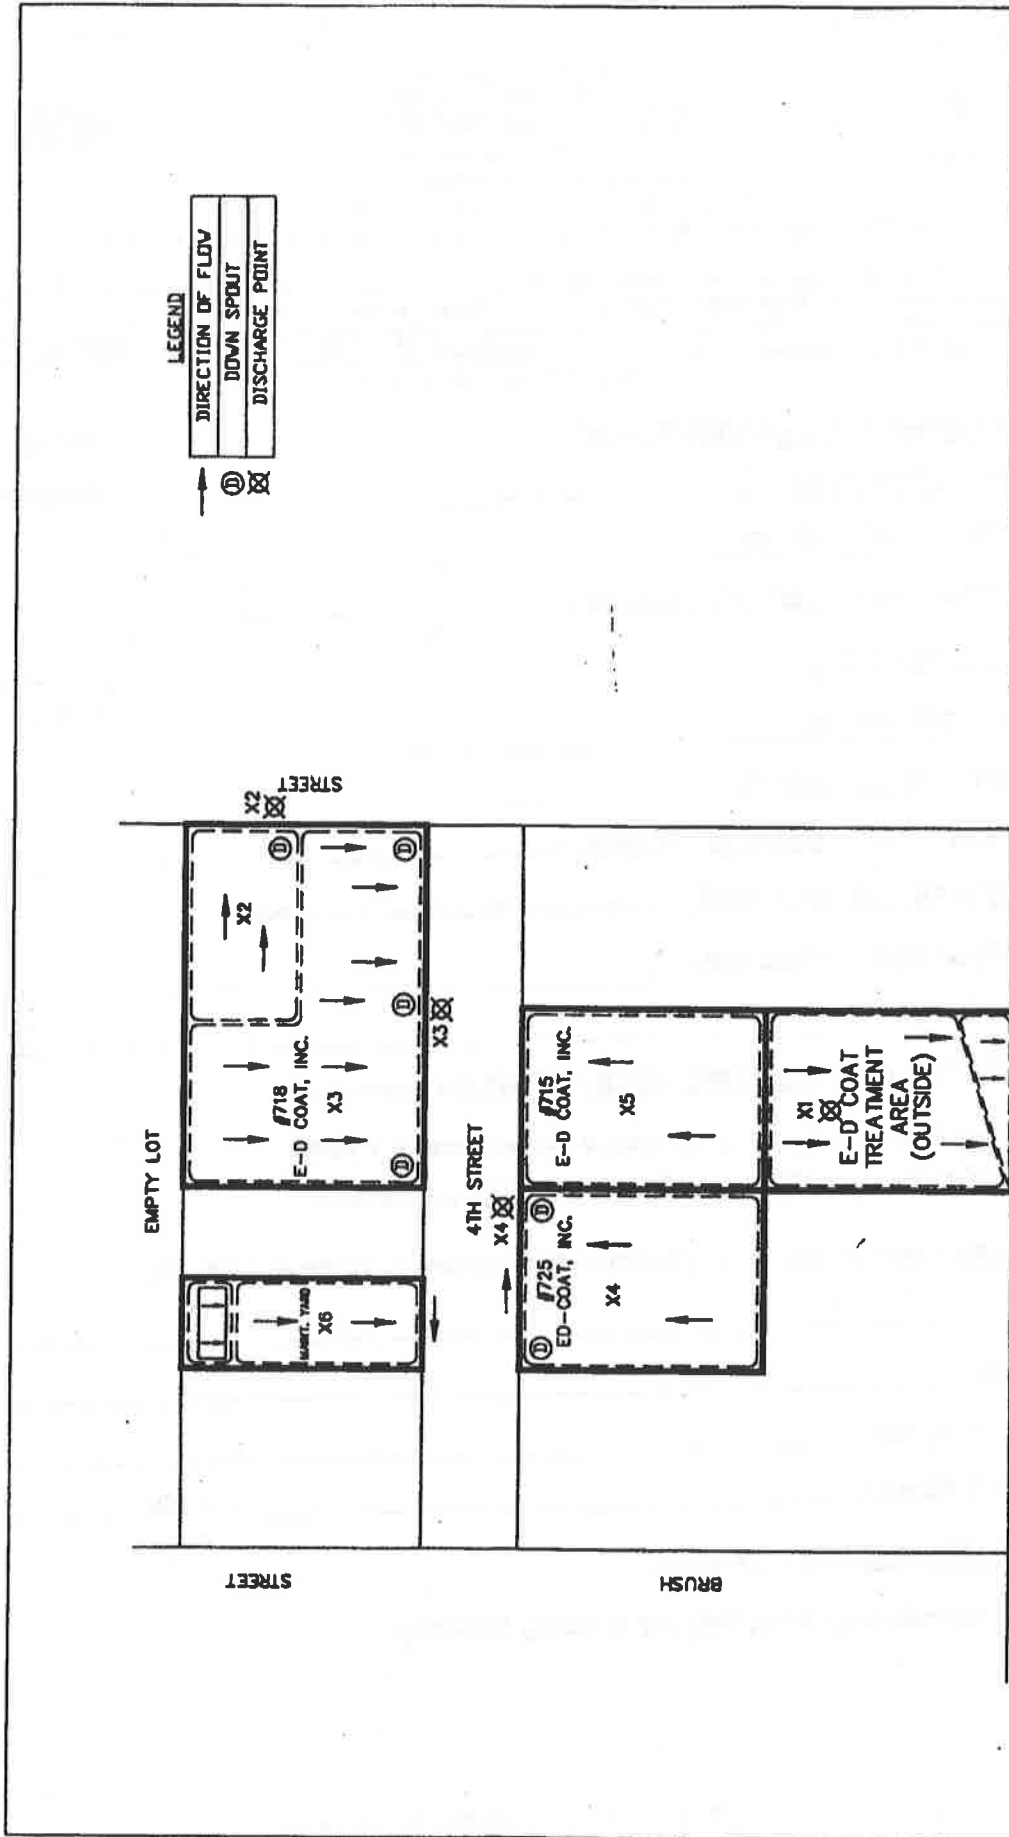 LEGEND
DIRECTION OF FLOW
D DOWN SPOUT
DISCHARGE POINT
EMPTY LOT
STREET
X2
X2
D
D
D
D
#718
E-D COAT, INC.
X3
X3
MAINT. YARD
X6
STREET
4TH STREET
X4
D
D
#725
ED-COAT, INC.
X4
#715
E-D COAT, INC.
X5
X1
E-D COAT
TREATMENT
AREA
(OUTSIDE)
BRUSH